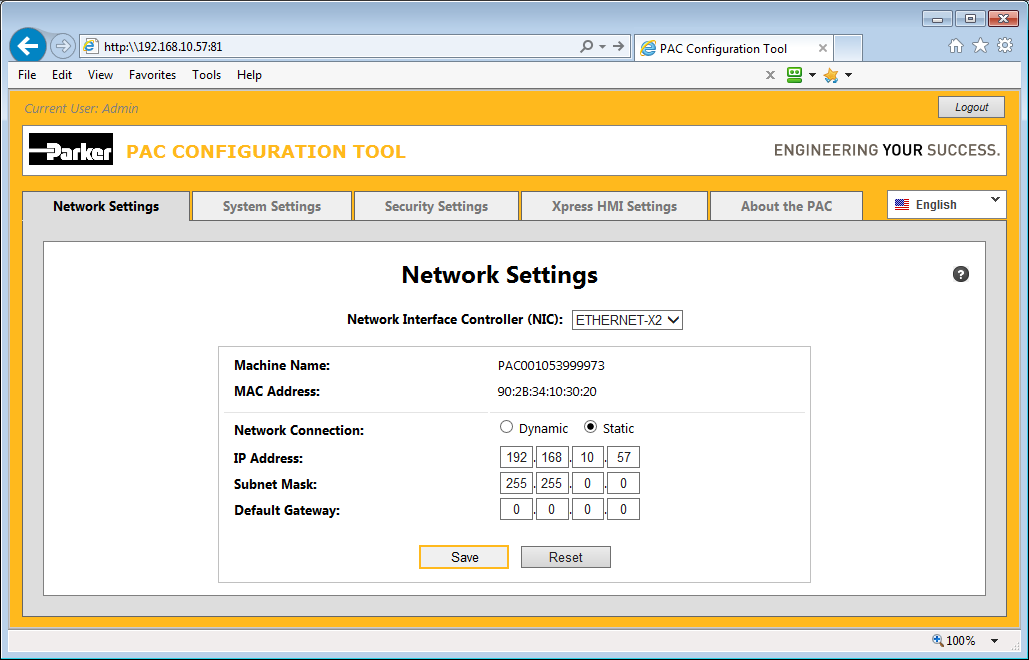 http:\\192.168.10.57:81
PAC Configuration Tool
File Edit View Favorites Tools Help
Current User: Admin
Logout
Parker PAC CONFIGURATION TOOL
ENGINEERING YOUR SUCCESS.
Network Settings System Settings Security Settings Xpress HMI Settings About the PAC English
Network Settings
?
Network Interface Controller (NIC): ETHERNET-X2
Machine Name: PAC001053999973
MAC Address: 90:2B:34:10:30:20
Network Connection: Dynamic Static
IP Address: 192.168.10.57
Subnet Mask: 255.255.0.0
Default Gateway: 0.0.0.0
Save Reset
100%